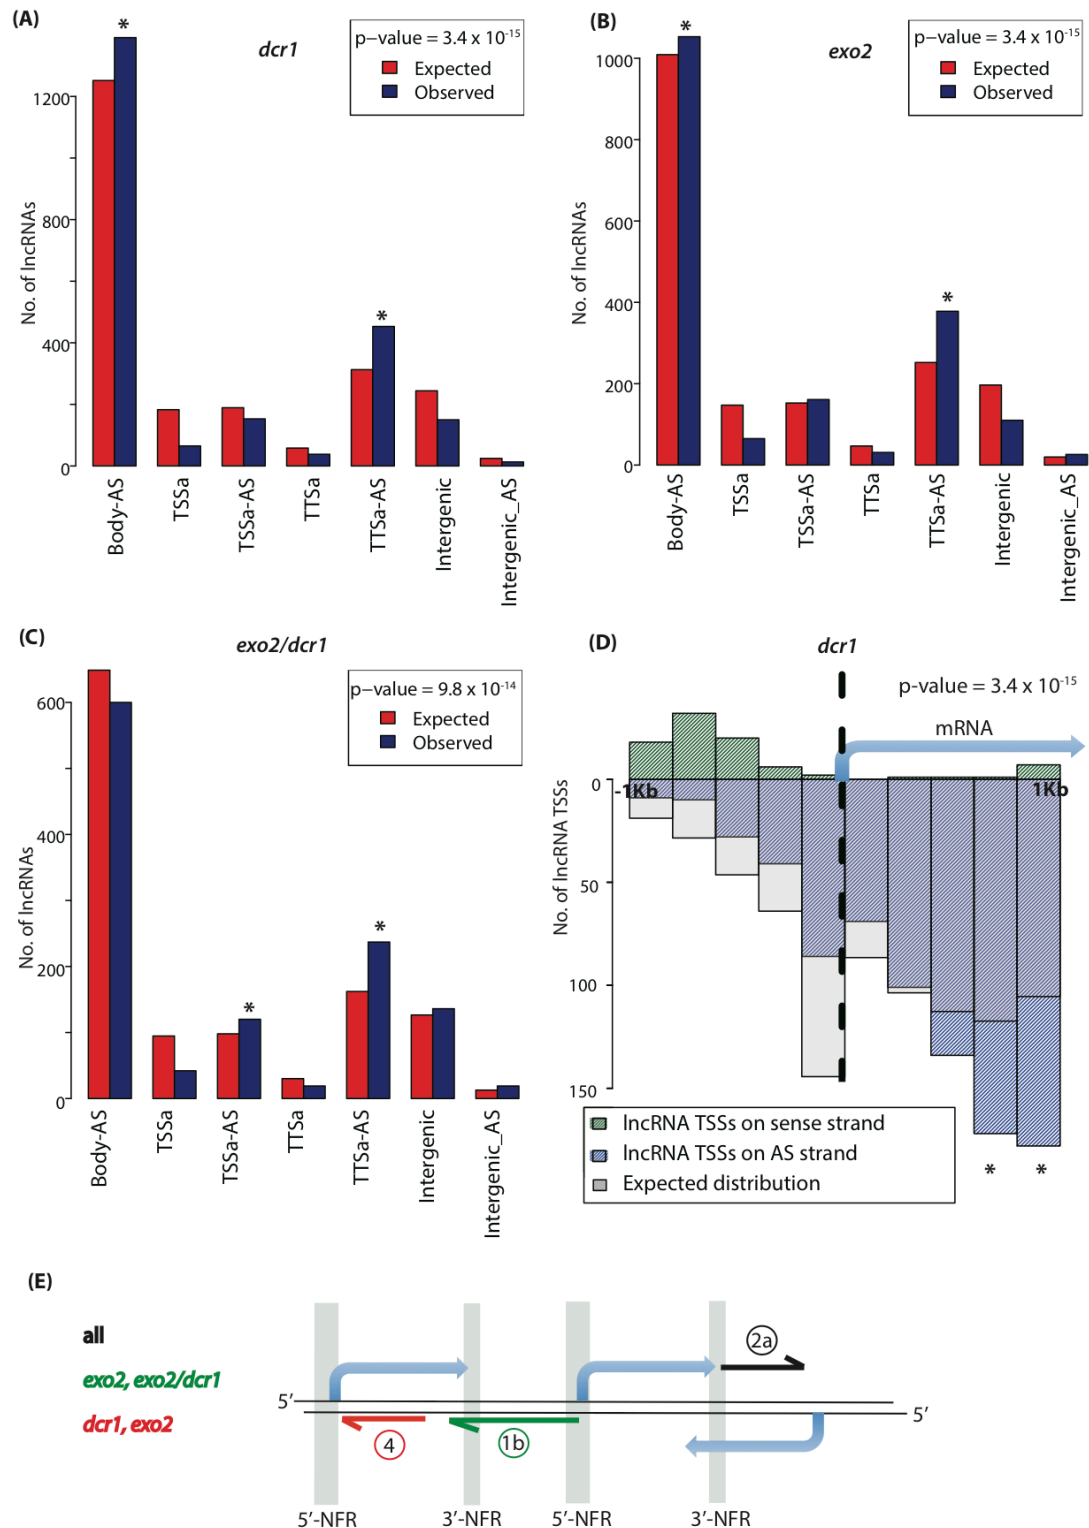 (A)
dcr1
p−value = 3.4 x 10-15
Expected
Observed
No. of lncRNAs
1200
800
400
0
*
*
Body-AS
TSSa
TSSa-AS
TTSa
TTSa-AS
Intergenic
Intergenic_AS
(B)
exo2
p−value = 3.4 x 10-15
Expected
Observed
No. of lncRNAs
1000
800
600
400
200
0
*
*
Body-AS
TSSa
TSSa-AS
TTSa
TTSa-AS
Intergenic
Intergenic_AS
(C)
exo2/dcr1
p−value = 9.8 x 10-14
Expected
Observed
No. of lncRNAs
600
400
200
0
*
*
Body-AS
TSSa
TSSa-AS
TTSa
TTSa-AS
Intergenic
Intergenic_AS
(D)
dcr1
p-value = 3.4 x 10-15
mRNA
No. of lncRNA TSSs
0
50
100
150
-1Kb
1Kb
*
*
lncRNA TSSs on sense strand
lncRNA TSSs on AS strand
Expected distribution
(E)
all
exo2, exo2/dcr1
dcr1, exo2
2a
5’
5’
4
1b
5’-NFR
3’-NFR
5’-NFR
3’-NFR